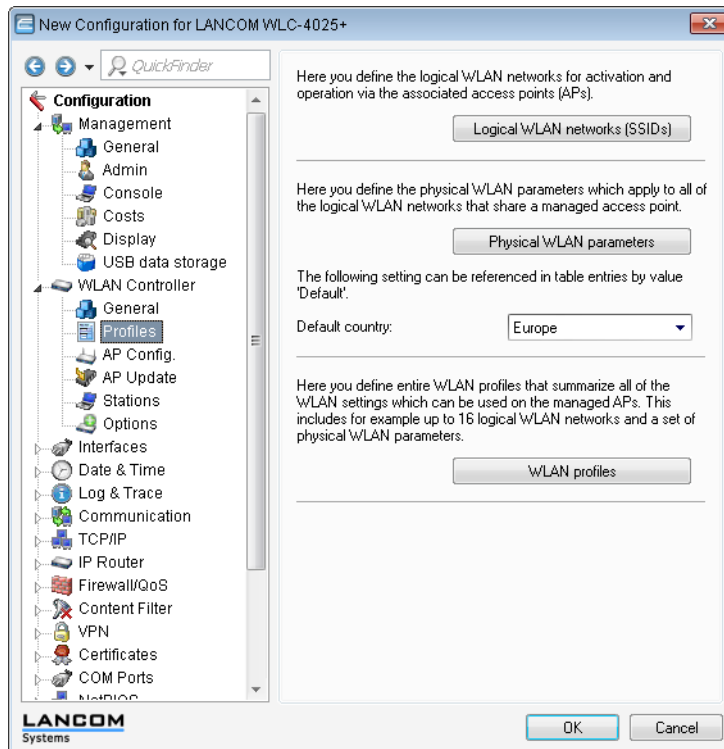 New Configuration for LANCOM WLC-4025+
QuickFinder
Configuration
Management
General
Admin
Console
Costs
Display
USB data storage
WLAN Controller
General
Profiles
AP Config.
AP Update
Stations
Options
Interfaces
Date & Time
Log & Trace
Communication
TCP/IP
IP Router
Firewall/QoS
Content Filter
VPN
Certificates
COM Ports
NetBIOS
LANCOM
Systems
Here you define the logical WLAN networks for activation and
operation via the associated access points (APs).
Logical WLAN networks (SSIDs)
Here you define the physical WLAN parameters which apply to all of
the logical WLAN networks that share a managed access point.
Physical WLAN parameters
The following setting can be referenced in table entries by value
'Default'.
Default country:
Europe
Here you define entire WLAN profiles that summarize all of the
WLAN settings which can be used on the managed APs. This
includes for example up to 16 logical WLAN networks and a set of
physical WLAN parameters.
WLAN profiles
OK
Cancel